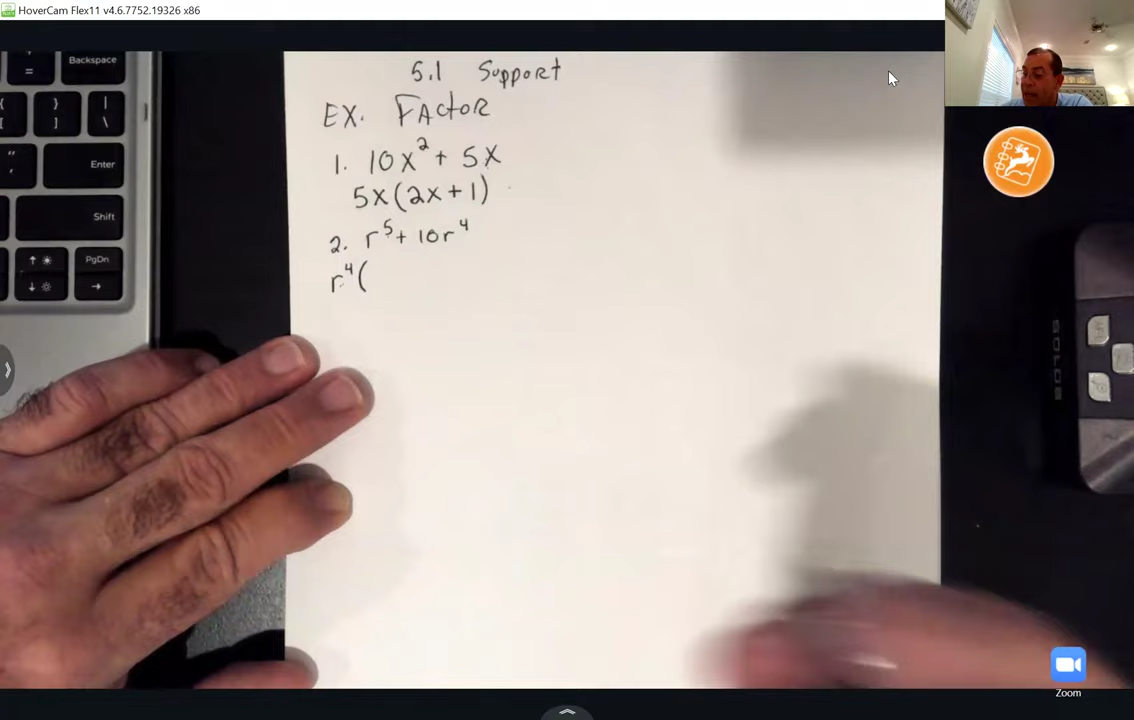 HoverCam Flex11 v4.6.7752.19326 x86
5.1 Support
EX. FActoR
1. 10x² + 5x
5x(2x+1)
2. r⁵ + 10r⁴
r⁴(
= Backspace
} ]
" ' Enter
Shift
PgDn
Zoom